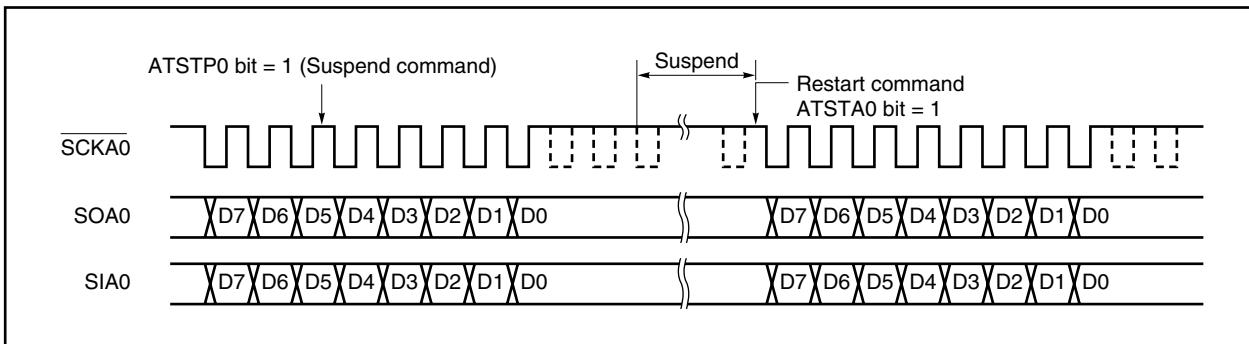 ATSTP0 bit = 1 (Suspend command)
Suspend
Restart command
ATSTA0 bit = 1
SCKA0
SOA0 D7 D6 D5 D4 D3 D2 D1 D0 D7 D6 D5 D4 D3 D2 D1 D0
SIA0 D7 D6 D5 D4 D3 D2 D1 D0 D7 D6 D5 D4 D3 D2 D1 D0